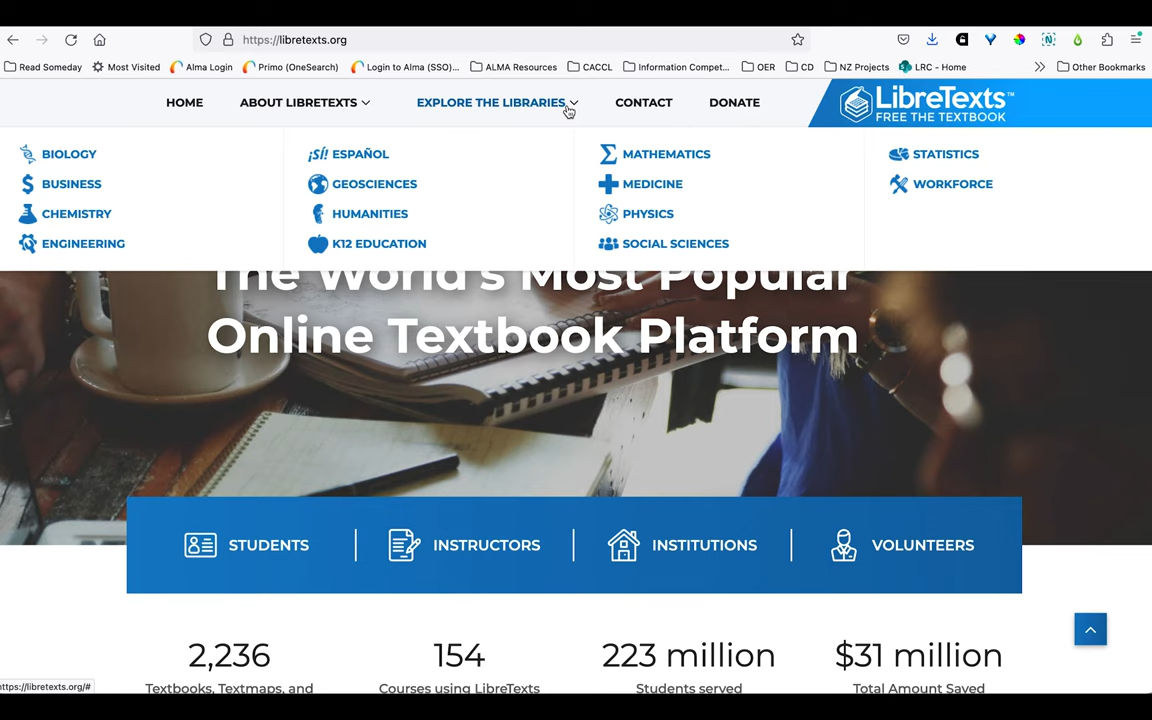 https://libretexts.org
Read Someday
Most Visited
Alma Login
Primo (OneSearch)
Login to Alma (SSO)...
ALMA Resources
CACCL
Information Compet...
OER
CD
NZ Projects
LRC - Home
Other Bookmarks
HOME
ABOUT LIBRETEXTS
EXPLORE THE LIBRARIES
CONTACT
DONATE
LibreTexts™
FREE THE TEXTBOOK
BIOLOGY
BUSINESS
CHEMISTRY
ENGINEERING
¡SÍ! ESPAÑOL
GEOSCIENCES
HUMANITIES
K12 EDUCATION
MATHEMATICS
MEDICINE
PHYSICS
SOCIAL SCIENCES
STATISTICS
WORKFORCE
The World's Most Popular
Online Textbook Platform
STUDENTS
INSTRUCTORS
INSTITUTIONS
VOLUNTEERS
2,236
Textbooks, Textmaps, and
154
Courses using LibreTexts
223 million
Students served
$31 million
Total Amount Saved
https://libretexts.org/#